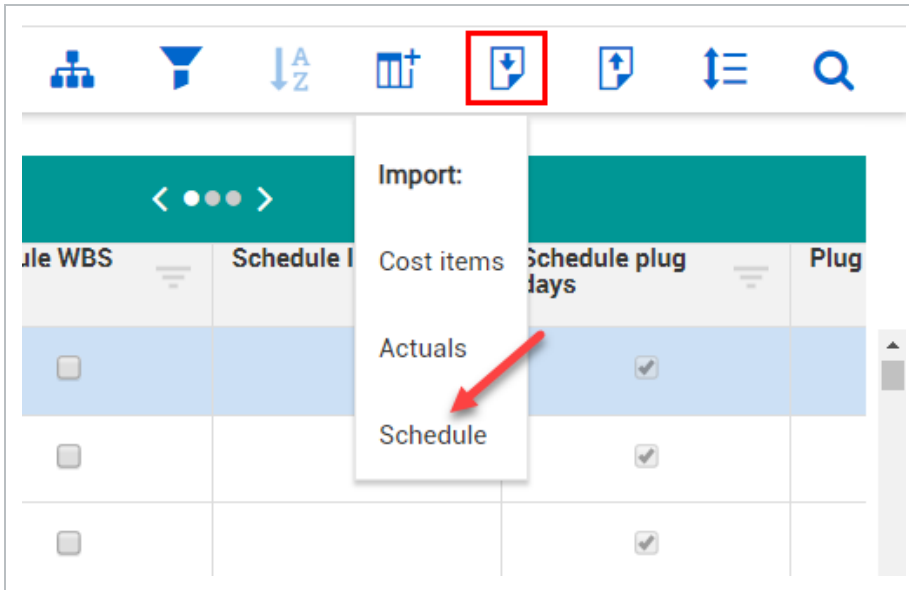 A
Z
Import:
ule WBS
Schedule I
Cost items
Schedule plug
days
Plug
Actuals
Schedule